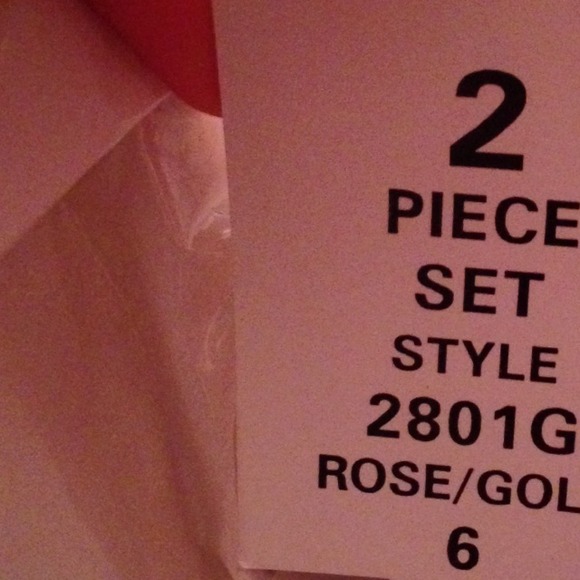 2
PIECE
SET
STYLE
2801G
ROSE/GOL
6